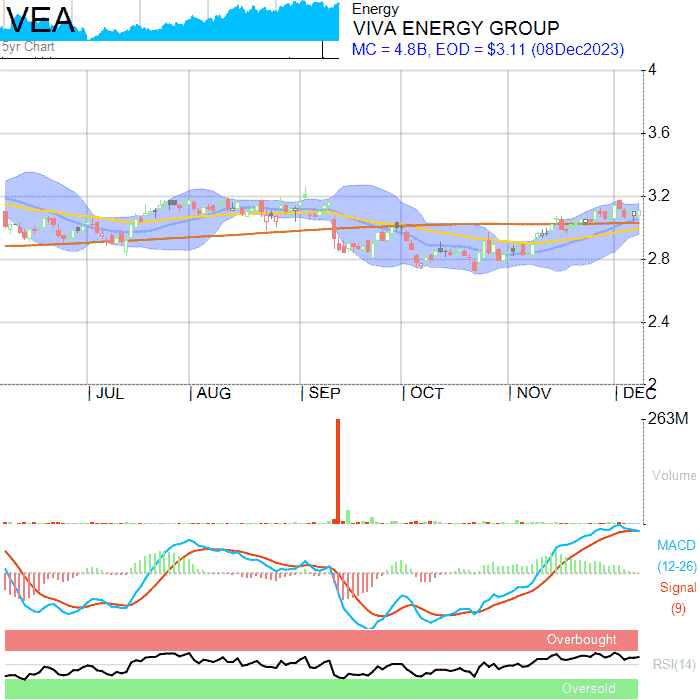 VEA
5yr Chart
Energy
VIVA ENERGY GROUP
MC = 4.8B, EOD = $3.11 (08Dec2023)
4
3.6
3.2
2.8
2.4
2
JUL AUG SEP OCT NOV DEC
263M
Volume
MACD
(12-26)
Signal
(9)
Overbought
RSI(14)
Oversold